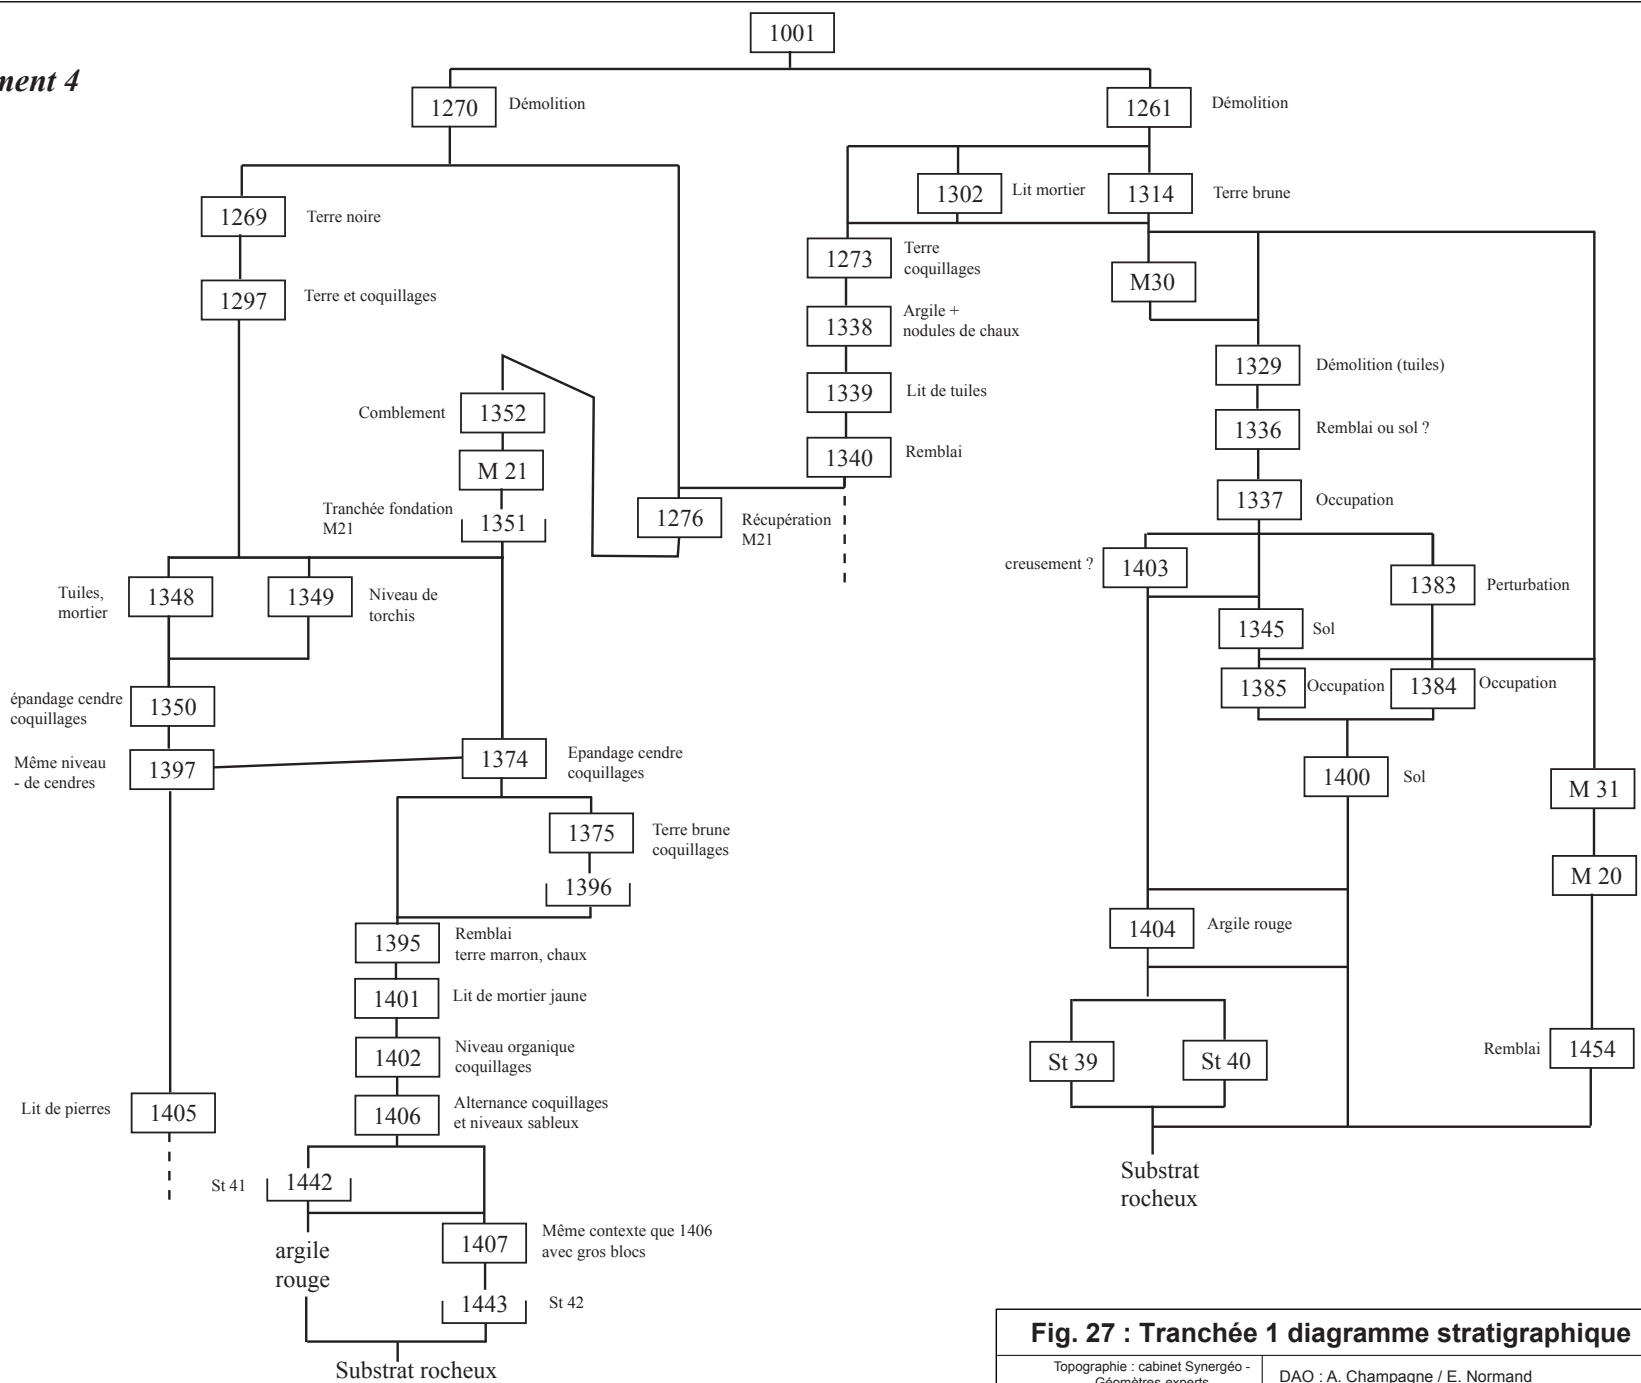 1001
ment 4
1270 Démolition
1261 Démolition
1269 Terre noire
1302 Lit mortier
1314 Terre brune
1297 Terre et coquillages
1273 Terre
coquillages
M30
1338 Argile +
nodules de chaux
1329 Démolition (tuiles)
1339 Lit de tuiles
Comblement 1352
1336 Remblai ou sol ?
M 21
1340 Remblai
Tranchée fondation
M21
1351
1276 Récupération
M21
1337 Occupation
creusement ? 1403
1383 Perturbation
Tuiles,
mortier
1348
1349 Niveau de
torchis
1345 Sol
épandage cendre
coquillages
1350
1385 Occupation
1384 Occupation
Même niveau
- de cendres
1397
1374 Epandage cendre
coquillages
1400 Sol
M 31
1375 Terre brune
coquillages
1396
M 20
1395 Remblai
terre marron, chaux
1404 Argile rouge
1401 Lit de mortier jaune
1402 Niveau organique
coquillages
St 39
St 40
Remblai 1454
Lit de pierres 1405
1406 Alternance coquillages
et niveaux sableux
St 41 1442
Substrat
rocheux
argile
rouge
1407 Même contexte que 1406
avec gros blocs
1443 St 42
Substrat rocheux
Fig. 27 : Tranchée 1 diagramme stratigraphique
Topographie : cabinet Synergéo -
Géomètres experts
DAO : A. Champagne / E. Normand